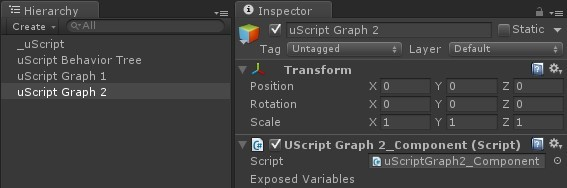 Hierarchy
Create
All
_uScript
uScript Behavior Tree
uScript Graph 1
uScript Graph 2
Inspector
uScript Graph 2 Static
Tag Untagged Layer Default
Transform
Position X 0 Y 0 Z 0
Rotation X 0 Y 0 Z 0
Scale X 1 Y 1 Z 1
UScript Graph 2_Component (Script)
Script uScriptGraph2_Component
Exposed Variables